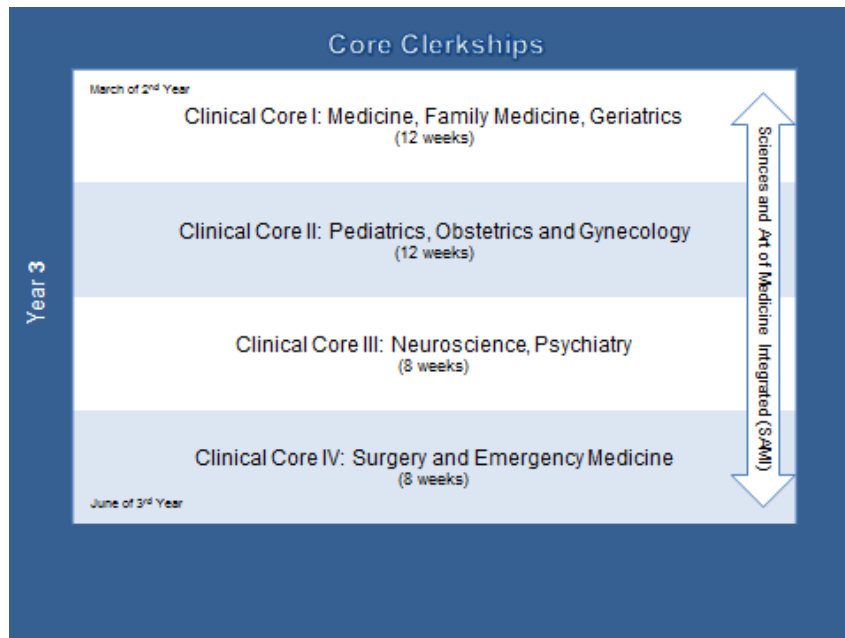 Core Clerkships
March of 2nd Year
Clinical Core I: Medicine, Family Medicine, Geriatrics
(12 weeks)
Clinical Core II: Pediatrics, Obstetrics and Gynecology
(12 weeks)
Year 3
Clinical Core III: Neuroscience, Psychiatry
(8 weeks)
Clinical Core IV: Surgery and Emergency Medicine
(8 weeks)
June of 3rd Year
Sciences and Art of Medicine Integrated (SAMI)